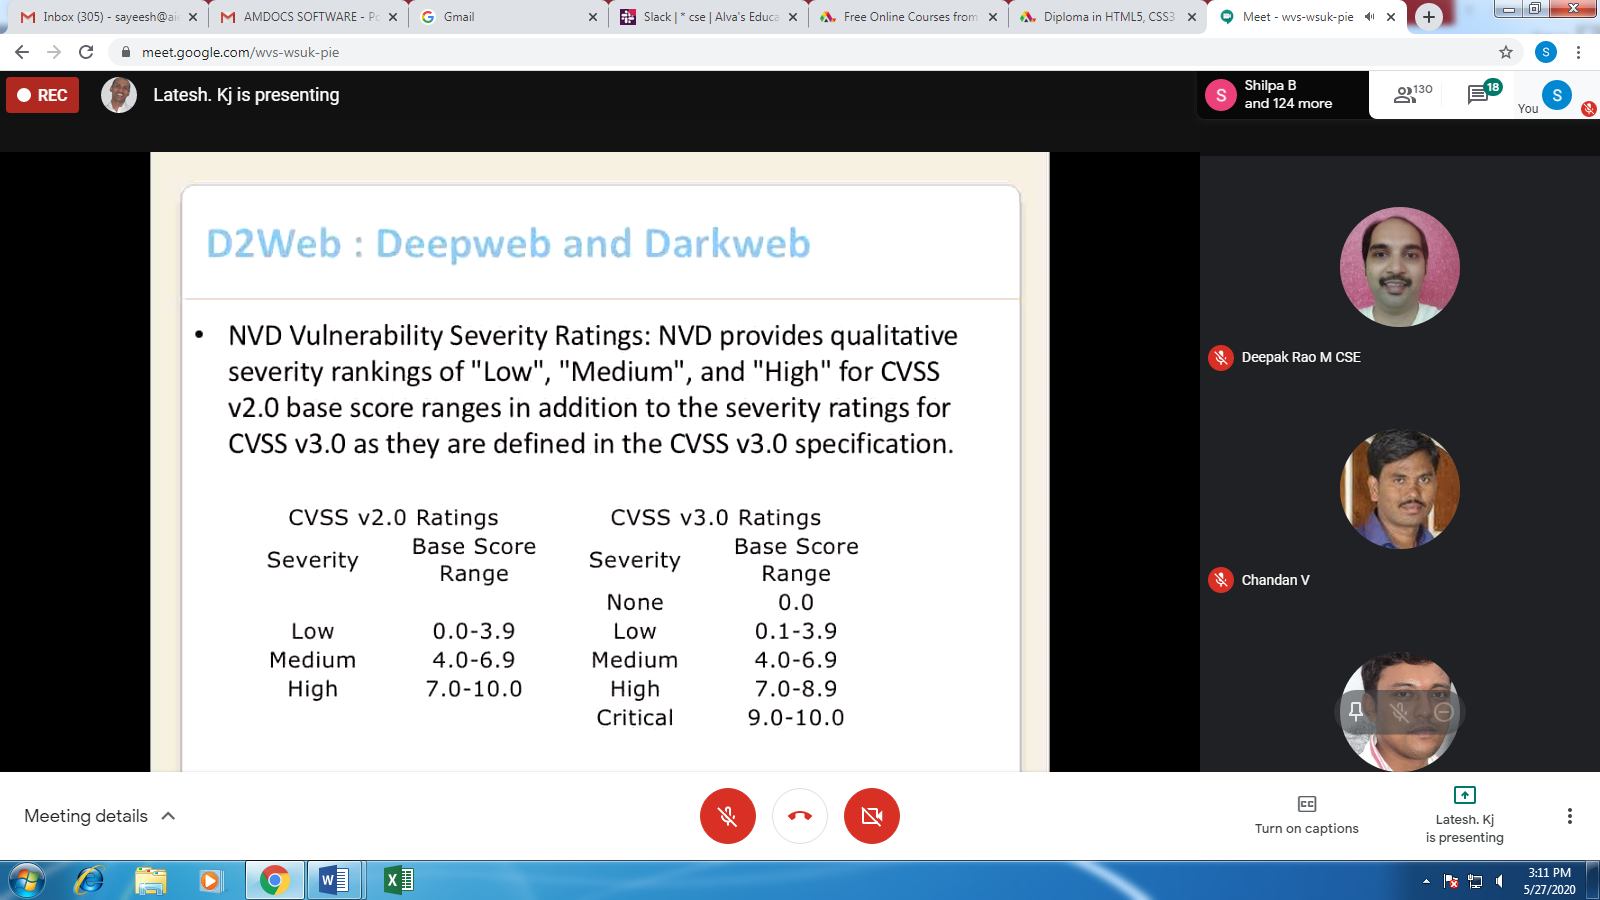 Inbox (305) - sayeesh@ai
AMDOCS SOFTWARE - Po
Gmail
Slack | * cse | Alva's Educa
Free Online Courses from
Diploma in HTML5, CSS3
Meet - wvs-wsuk-pie
meet.google.com/wvs-wsuk-pie
S
REC
Latesh. Kj is presenting
S
Shilpa B
and 124 more
130
18
You
S
D2Web : Deepweb and Darkweb
• NVD Vulnerability Severity Ratings: NVD provides qualitative
severity rankings of "Low", "Medium", and "High" for CVSS
v2.0 base score ranges in addition to the severity ratings for
CVSS v3.0 as they are defined in the CVSS v3.0 specification.
CVSS v2.0 Ratings CVSS v3.0 Ratings
Severity Base Score Range Severity Base Score Range
None 0.0
Low 0.0-3.9 Low 0.1-3.9
Medium 4.0-6.9 Medium 4.0-6.9
High 7.0-10.0 High 7.0-8.9
Critical 9.0-10.0
Deepak Rao M CSE
Chandan V
Meeting details
CC
Turn on captions
Latesh. Kj
is presenting
3:11 PM
5/27/2020